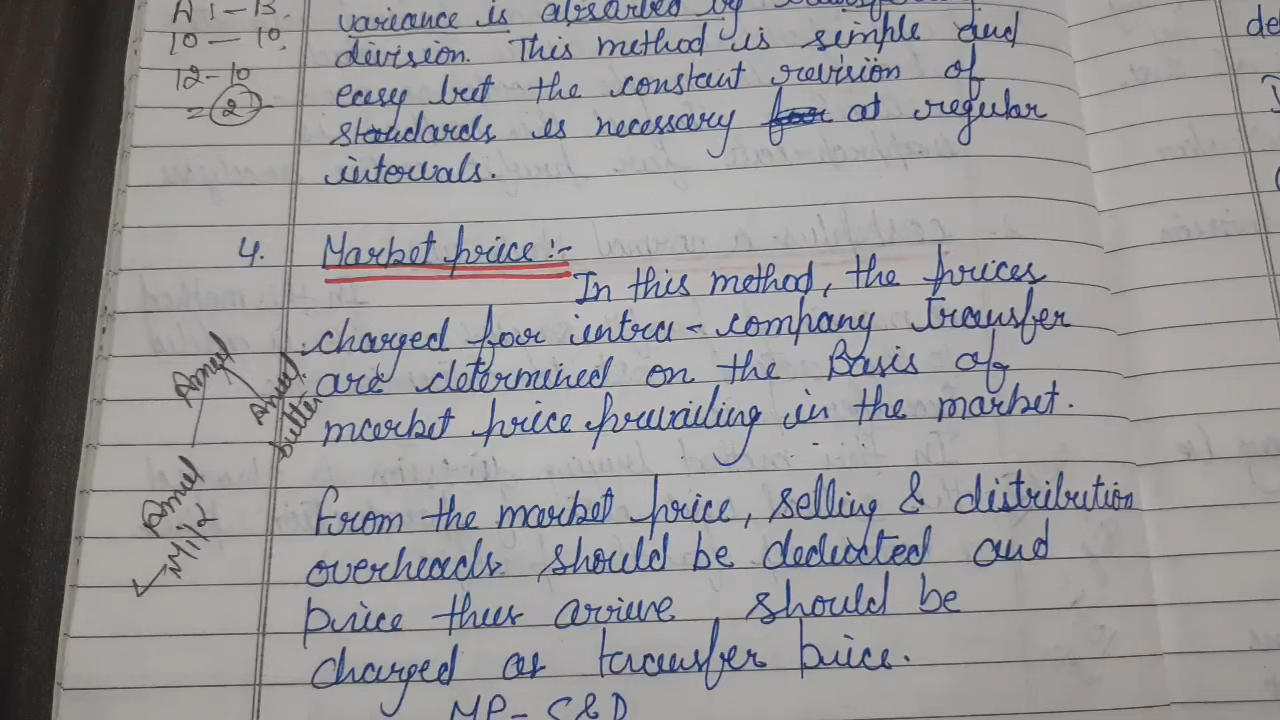 A 1 - B.
10 - 10.
12-10
= 2
variance is absorbed by
division. This method is simple and
easy but the constant revision of
standards is necessary for at regular
intervals.
4. Market price :-
In this method, the prices
charged for intra - company transfer
are determined on the Basis of
market price prevailing in the market.
Amul
Amul
butter
Amul
Milk
from the market price, selling & distribution
overheads should be deducted and
price thus arrive should be
charged as transfer price.
MP - S&D
de